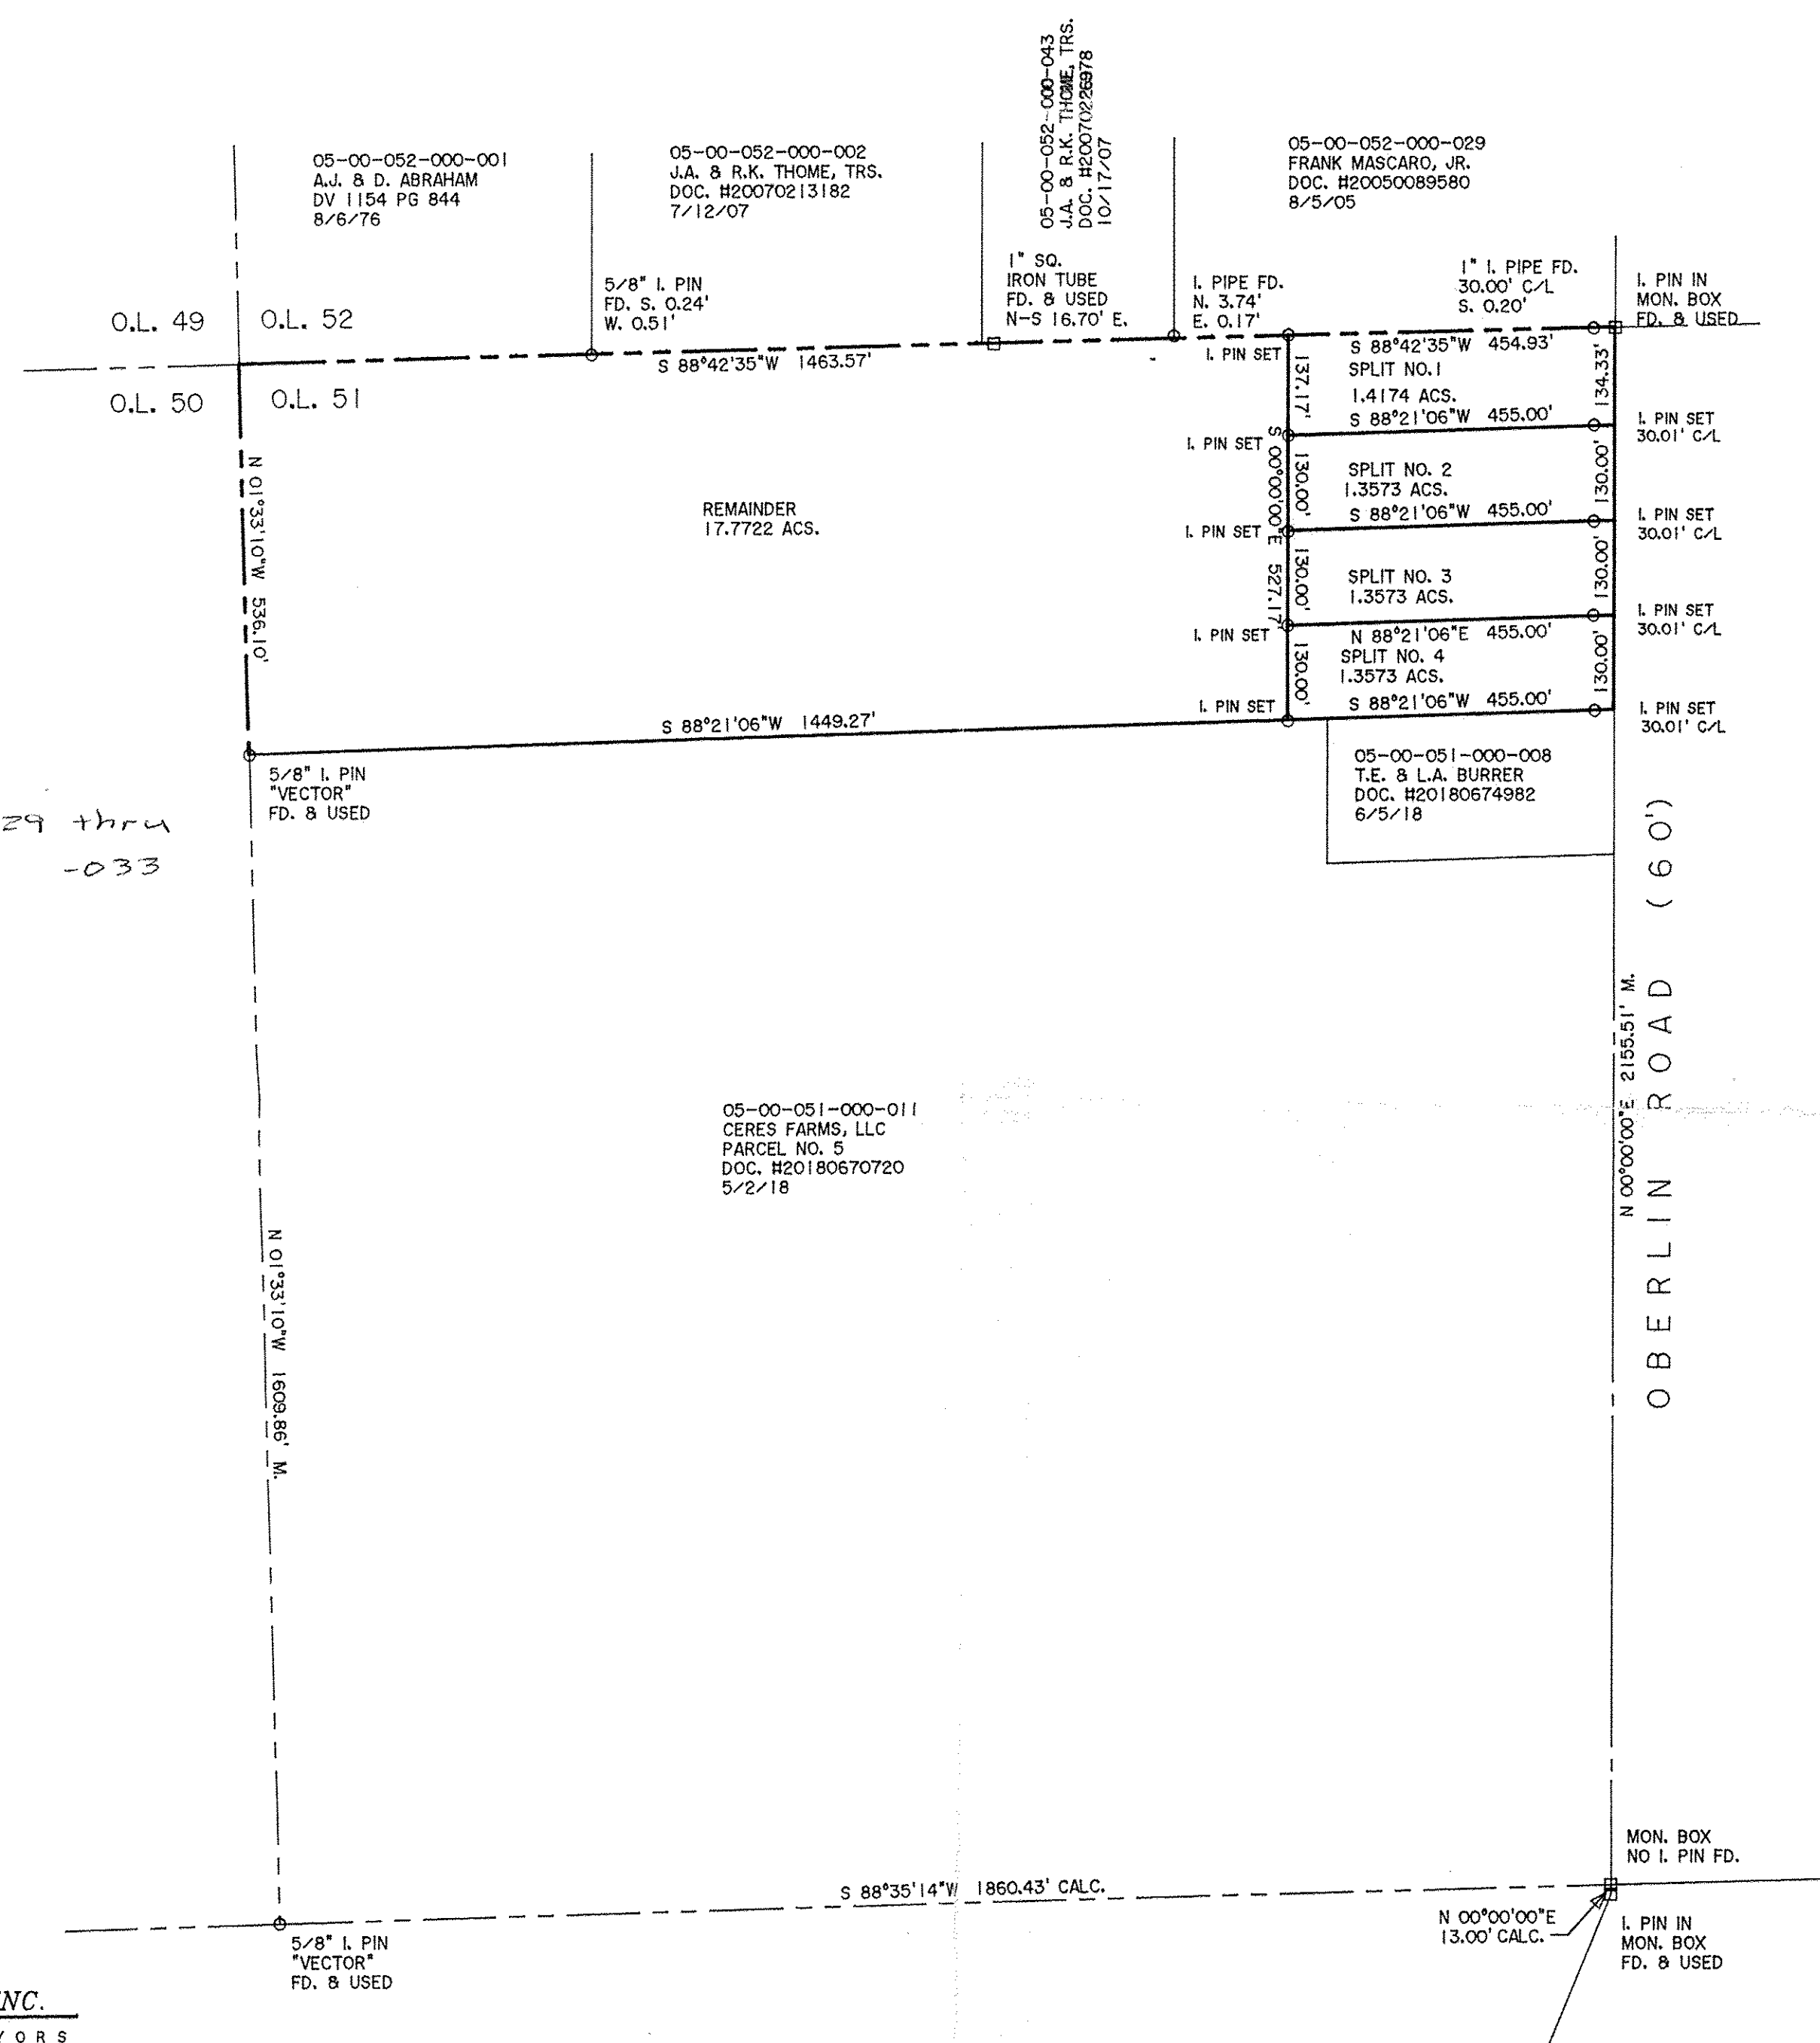 05-00-052-000-001
A.J. & D. ABRAHAM
DV 1154 PG 844
8/6/76
05-00-052-000-002
J.A. & R.K. THOME, TRS.
DOC. #20070213182
7/12/07
05-00-052-000-043
J.A. & R.K. THOME, TRS.
DOC. #20070226978
10/17/07
05-00-052-000-029
FRANK MASCARO, JR.
DOC. #20050089580
8/5/05
O.L. 49
O.L. 52
5/8" I. PIN
FD. S. 0.24'
W. 0.51'
1" SQ.
IRON TUBE
FD. & USED
N-S 16.70' E.
I. PIPE FD.
N. 3.74'
E. 0.17'
1" I. PIPE FD.
30.00' C/L
S. 0.20'
I. PIN IN
MON. BOX
FD. & USED
O.L. 50
O.L. 51
S 88°42'35"W 1463.57'
I. PIN SET
S 88°42'35"W 454.93'
SPLIT NO.1
1.4174 ACS.
S 88°21'06"W 455.00'
137.17'
134.33'
I. PIN SET
30.01' C/L
I. PIN SET
S 00°00'00"E 527.17'
130.00'
SPLIT NO. 2
1.3573 ACS.
S 88°21'06"W 455.00'
130.00'
I. PIN SET
30.01' C/L
I. PIN SET
N 01°33'10"W 536.10'
REMAINDER
17.7722 ACS.
130.00'
SPLIT NO. 3
1.3573 ACS.
130.00'
I. PIN SET
30.01' C/L
I. PIN SET
N 88°21'06"E 455.00'
SPLIT NO. 4
1.3573 ACS.
130.00'
130.00'
S 88°21'06"W 455.00'
I. PIN SET
I. PIN SET
30.01' C/L
S 88°21'06"W 1449.27'
5/8" I. PIN
"VECTOR"
FD. & USED
05-00-051-000-008
T.E. & L.A. BURRER
DOC. #20180674982
6/5/18
29 thru
-033
OBERLIN ROAD (60')
N 00°00'00"E 2155.51' M.
05-00-051-000-011
CERES FARMS, LLC
PARCEL NO. 5
DOC. #20180670720
5/2/18
N 01°33'10"W 1609.86' M.
MON. BOX
NO I. PIN FD.
S 88°35'14"W 1860.43' CALC.
N 00°00'00"E
13.00' CALC.
I. PIN IN
MON. BOX
FD. & USED
5/8" I. PIN
"VECTOR"
FD. & USED
NC.
YORS